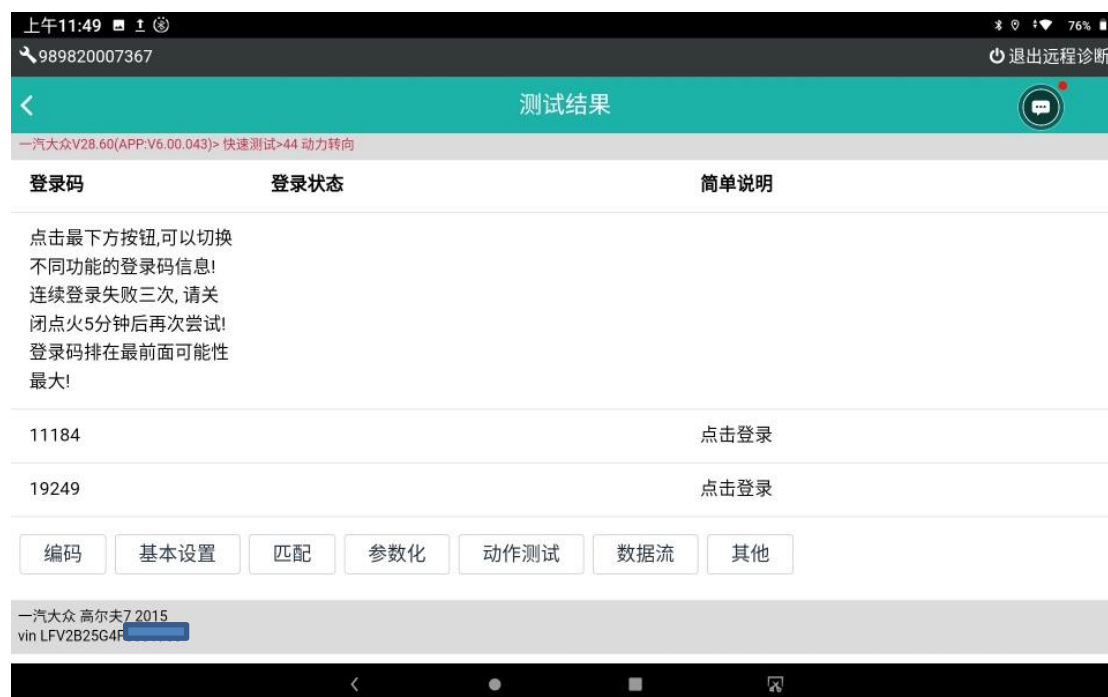 上午11:49 76%
989820007367 退出远程诊断
测试结果
一汽大众V28.60(APP:V6.00.043)> 快速测试>44 动力转向
登录码 登录状态 简单说明
点击最下方按钮,可以切换
不同功能的登录码信息!
连续登录失败三次, 请关
闭点火5分钟后再次尝试!
登录码排在最前面可能性
最大!
11184 点击登录
19249 点击登录
编码 基本设置 匹配 参数化 动作测试 数据流 其他
一汽大众 高尔夫7 2015
vin LFV2B25G4F